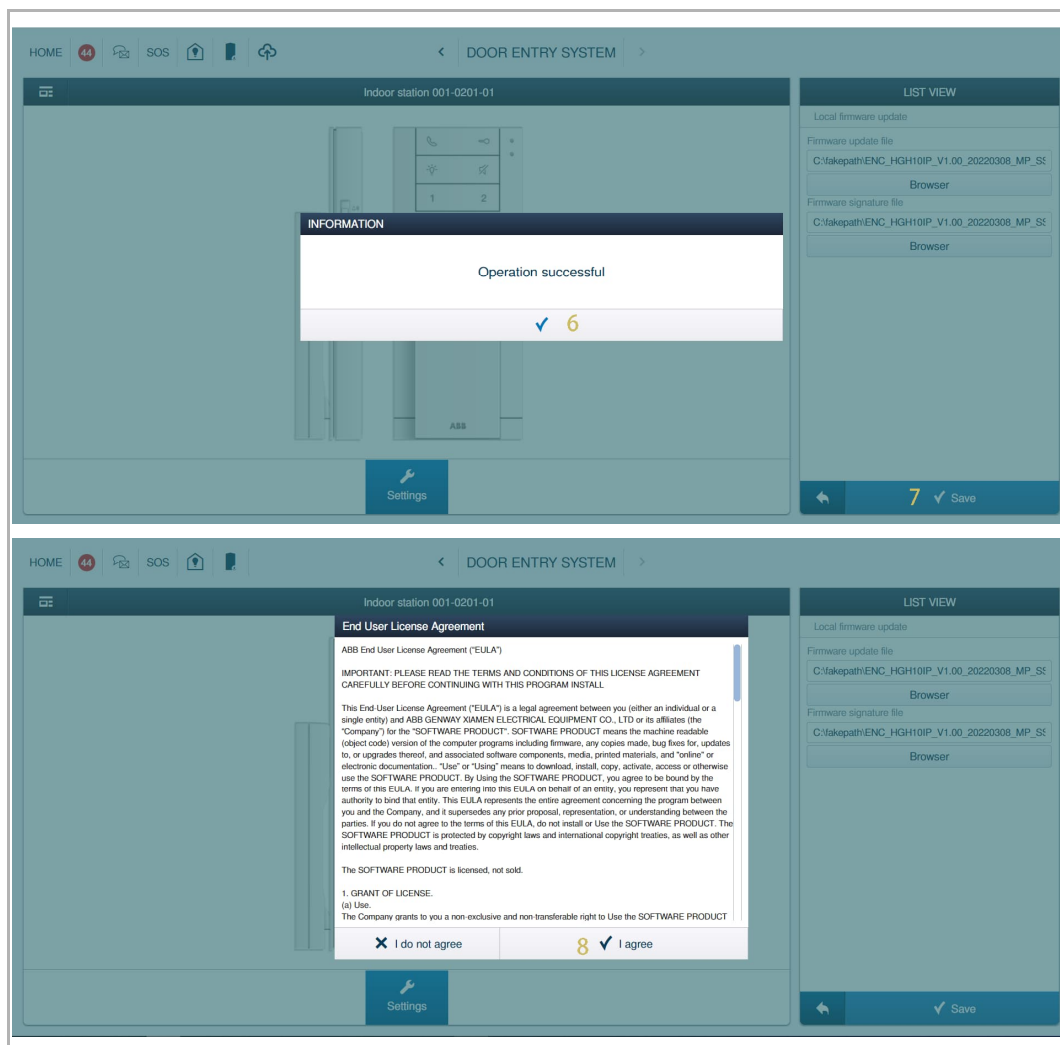 HOME 44 SOS < DOOR ENTRY SYSTEM >
Indoor station 001-0201-01
LIST VIEW
Local firmware update
Firmware update file
C:\fakepath\ENC_HGH10IP_V1.00_20220308_MP_SS
Browser
Firmware signature file
C:\fakepath\ENC_HGH10IP_V1.00_20220308_MP_SS
Browser
1 2
INFORMATION
Operation successful
6
ABB
Settings
7 Save
HOME 44 SOS < DOOR ENTRY SYSTEM >
Indoor station 001-0201-01
LIST VIEW
Local firmware update
Firmware update file
C:\fakepath\ENC_HGH10IP_V1.00_20220308_MP_SS
Browser
Firmware signature file
C:\fakepath\ENC_HGH10IP_V1.00_20220308_MP_SS
Browser
End User License Agreement
ABB End User License Agreement ("EULA")
IMPORTANT: PLEASE READ THE TERMS AND CONDITIONS OF THIS LICENSE AGREEMENT
CAREFULLY BEFORE CONTINUING WITH THIS PROGRAM INSTALL
This End-User License Agreement ("EULA") is a legal agreement between you (either an individual or a
single entity) and ABB GENWAY XIAMEN ELECTRICAL EQUIPMENT CO., LTD or its affiliates (the
"Company") for the "SOFTWARE PRODUCT". SOFTWARE PRODUCT means the machine readable
(object code) version of the computer programs including firmware, any copies made, bug fixes for, updates
to, or upgrades thereof, and associated software components, media, printed materials, and "online" or
electronic documentation.. "Use" or "Using" means to download, install, copy, activate, access or otherwise
use the SOFTWARE PRODUCT. By Using the SOFTWARE PRODUCT, you agree to be bound by the
terms of this EULA. If you are entering into this EULA on behalf of an entity, you represent that you have
authority to bind that entity. This EULA represents the entire agreement concerning the program between
you and the Company, and it supersedes any prior proposal, representation, or understanding between the
parties. If you do not agree to the terms of this EULA, do not install or Use the SOFTWARE PRODUCT. The
SOFTWARE PRODUCT is protected by copyright laws and international copyright treaties, as well as other
intellectual property laws and treaties.
The SOFTWARE PRODUCT is licensed, not sold.
1. GRANT OF LICENSE.
(a) Use.
The Company grants to you a non-exclusive and non-transferable right to Use the SOFTWARE PRODUCT
I do not agree
8 I agree
Settings
Save